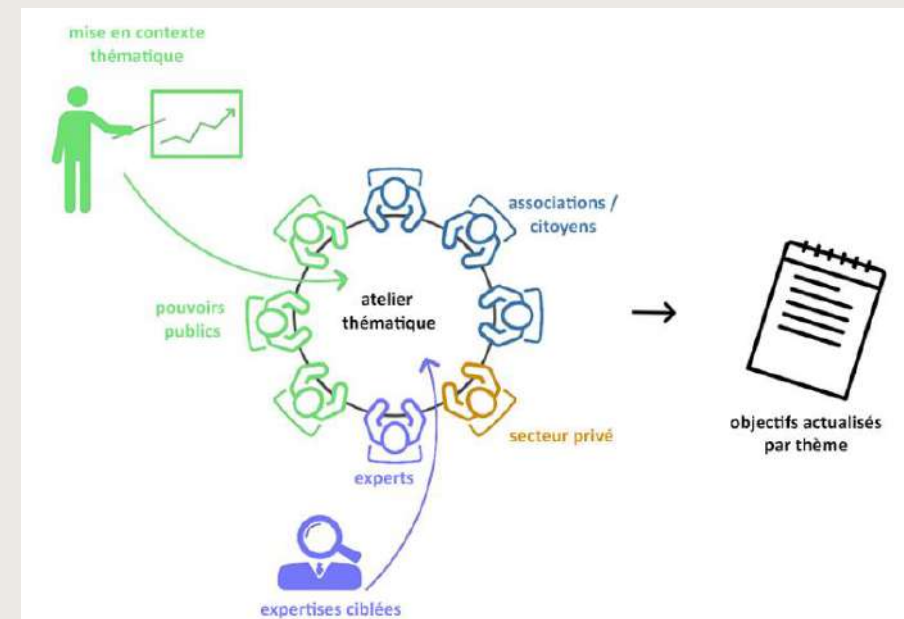 mise en contexte
thématique
associations /
citoyens
pouvoirs
publics
atelier
thématique
secteur privé
experts
objectifs actualisés
par thème
expertises ciblées